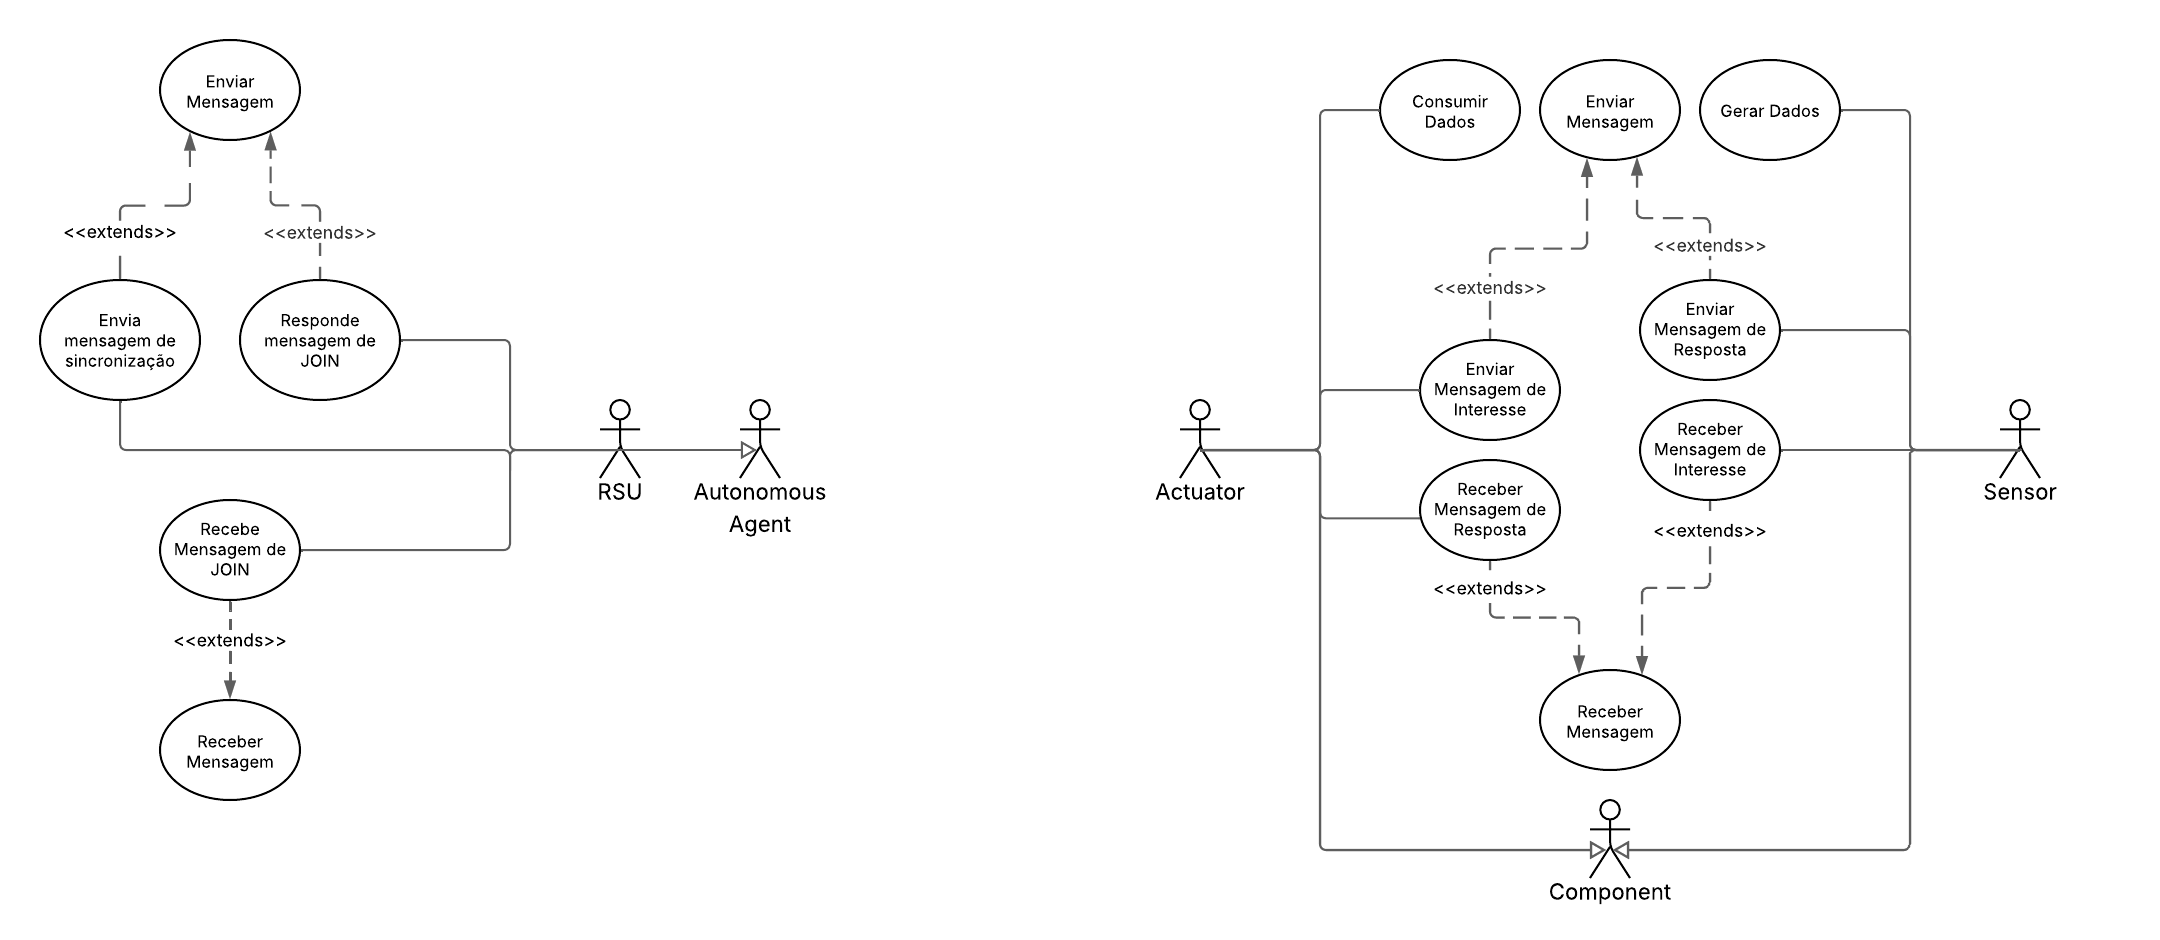 Enviar
Mensagem
<<extends>>
<<extends>>
Envia
mensagem de
sincronização
Responde
mensagem de
JOIN
RSU
Autonomous
Agent
Recebe
Mensagem de
JOIN
<<extends>>
Receber
Mensagem
Consumir
Dados
Enviar
Mensagem
Gerar Dados
<<extends>>
<<extends>>
Enviar
Mensagem de
Resposta
Enviar
Mensagem de
Interesse
Receber
Mensagem de
Interesse
Actuator
Receber
Mensagem de
Resposta
Sensor
<<extends>>
<<extends>>
Receber
Mensagem
Component